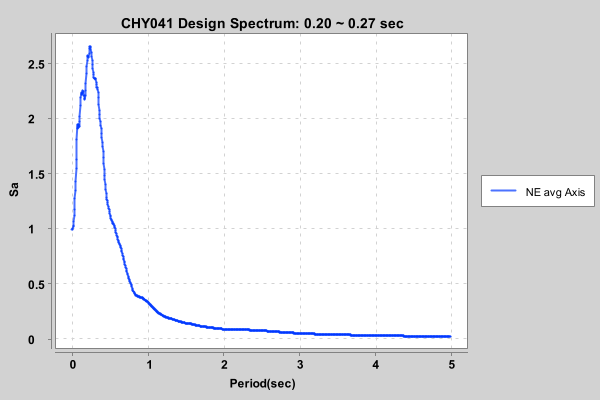 CHY041 Design Spectrum: 0.20 ~ 0.27 sec
2.5
2
1.5
1
0.5
0
Sa
0 1 2 3 4 5
Period(sec)
NE avg Axis